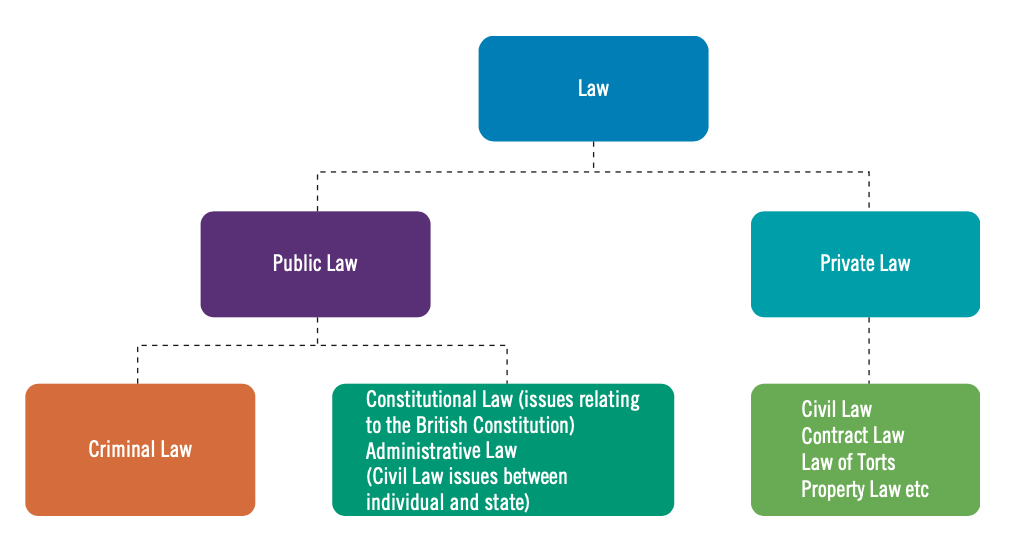 Law
Public Law
Private Law
Criminal Law
Constitutional Law (issues relating
to the British Constitution)
Administrative Law
(Civil Law issues between
individual and state)
Civil Law
Contract Law
Law of Torts
Property Law etc